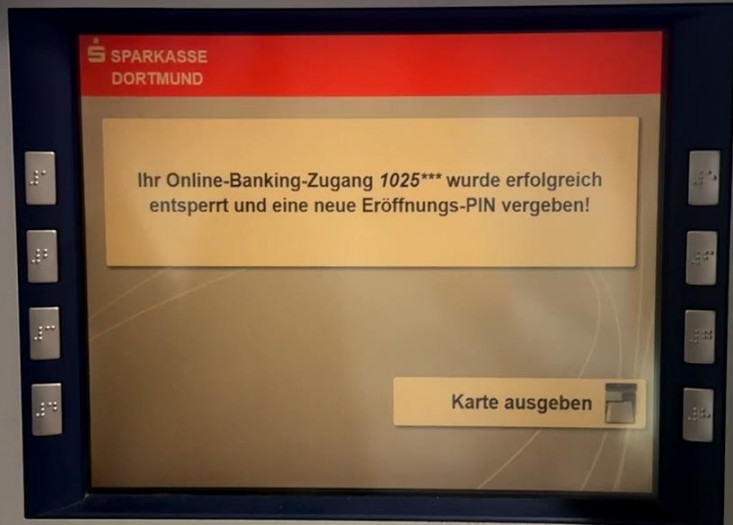 SPARKASSE
DORTMUND
Ihr Online-Banking-Zugang 1025*** wurde erfolgreich
entsperrt und eine neue Eröffnungs-PIN vergeben!
Karte ausgeben